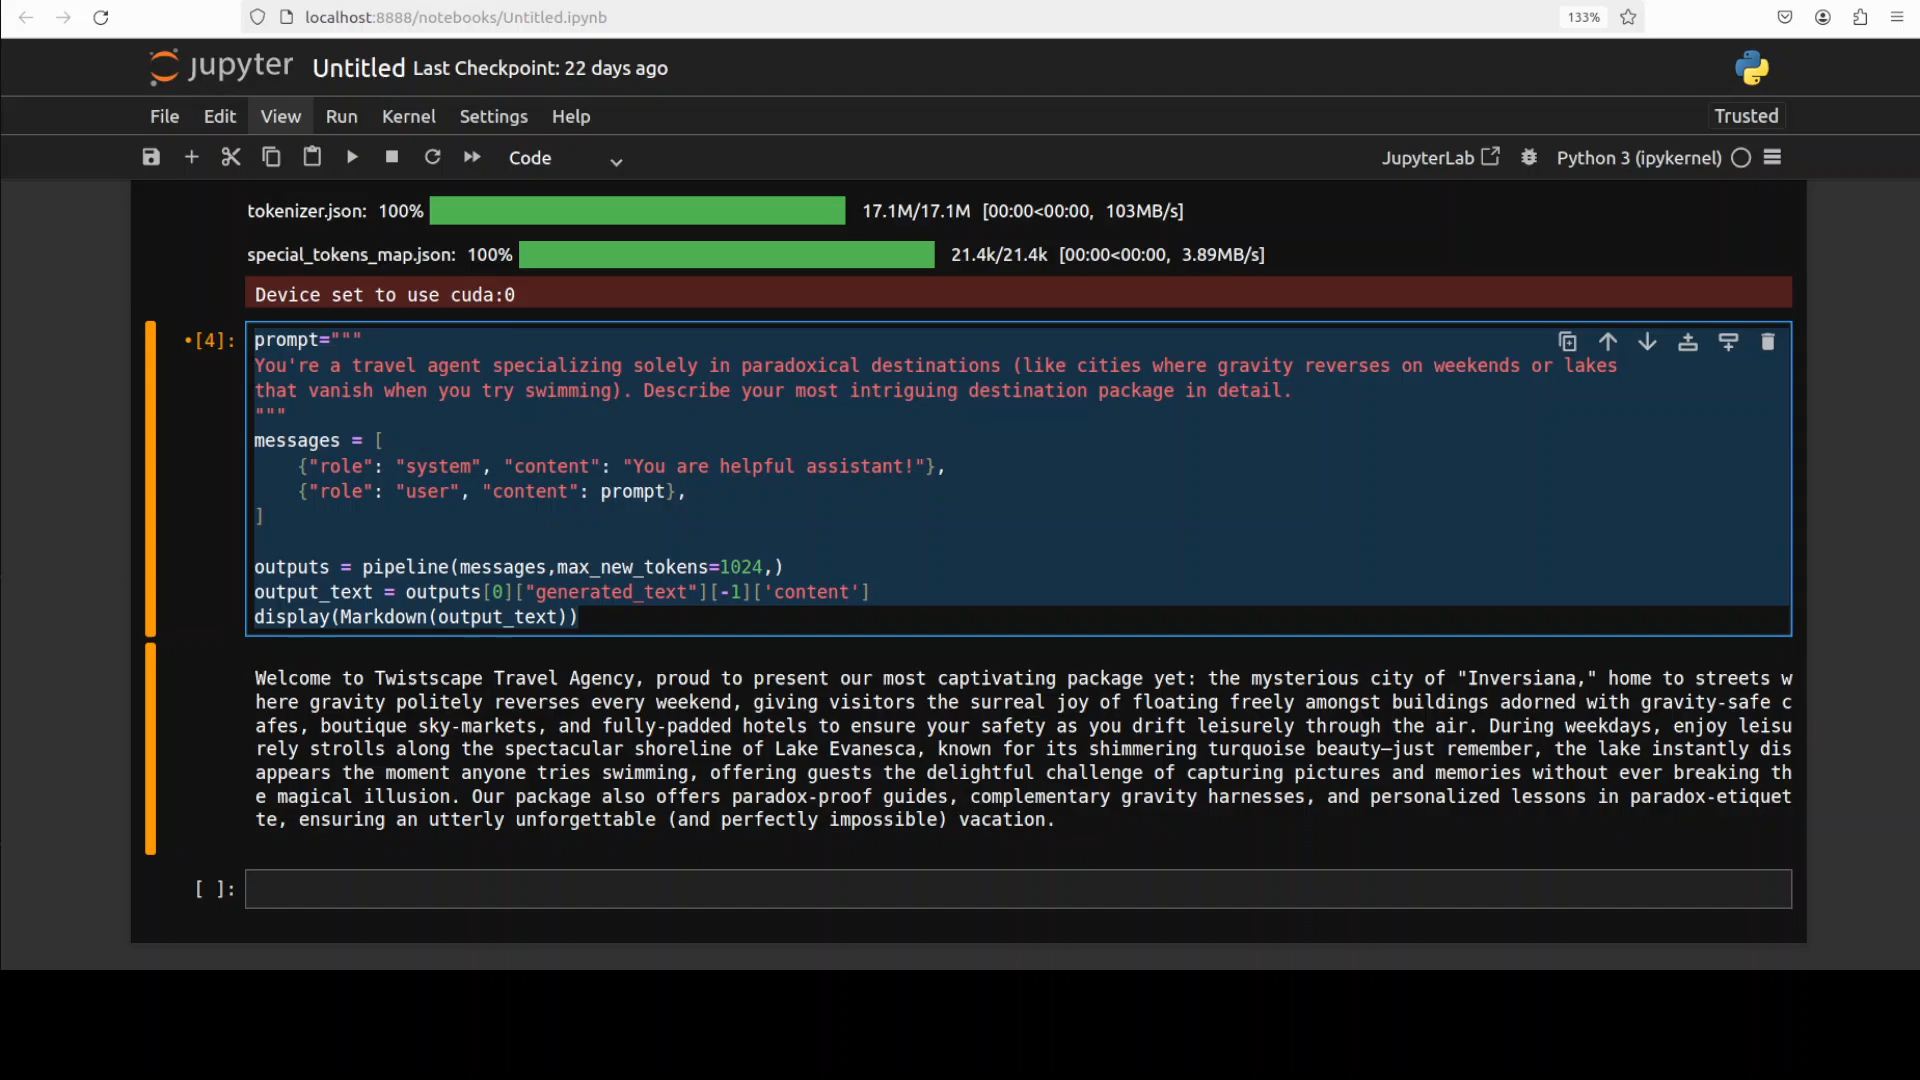 localhost:8888/notebooks/Untitled.ipynb 133%
jupyter Untitled Last Checkpoint: 22 days ago
File Edit View Run Kernel Settings Help Trusted
Code JupyterLab Python 3 (ipykernel)
tokenizer.json: 100% 17.1M/17.1M [00:00<00:00, 103MB/s]
special_tokens_map.json: 100% 21.4k/21.4k [00:00<00:00, 3.89MB/s]
Device set to use cuda:0
•[4]: prompt="""
You're a travel agent specializing solely in paradoxical destinations (like cities where gravity reverses on weekends or lakes
that vanish when you try swimming). Describe your most intriguing destination package in detail.
"""
messages = [
{"role": "system", "content": "You are helpful assistant!"},
{"role": "user", "content": prompt},
]
outputs = pipeline(messages,max_new_tokens=1024,)
output_text = outputs[0]["generated_text"][-1]['content']
display(Markdown(output_text))
Welcome to Twistscape Travel Agency, proud to present our most captivating package yet: the mysterious city of "Inversiana," home to streets w
here gravity politely reverses every weekend, giving visitors the surreal joy of floating freely amongst buildings adorned with gravity-safe c
afes, boutique sky-markets, and fully-padded hotels to ensure your safety as you drift leisurely through the air. During weekdays, enjoy leisu
rely strolls along the spectacular shoreline of Lake Evanesca, known for its shimmering turquoise beauty—just remember, the lake instantly dis
appears the moment anyone tries swimming, offering guests the delightful challenge of capturing pictures and memories without ever breaking th
e magical illusion. Our package also offers paradox-proof guides, complementary gravity harnesses, and personalized lessons in paradox-etiquet
te, ensuring an utterly unforgettable (and perfectly impossible) vacation.
[ ]: